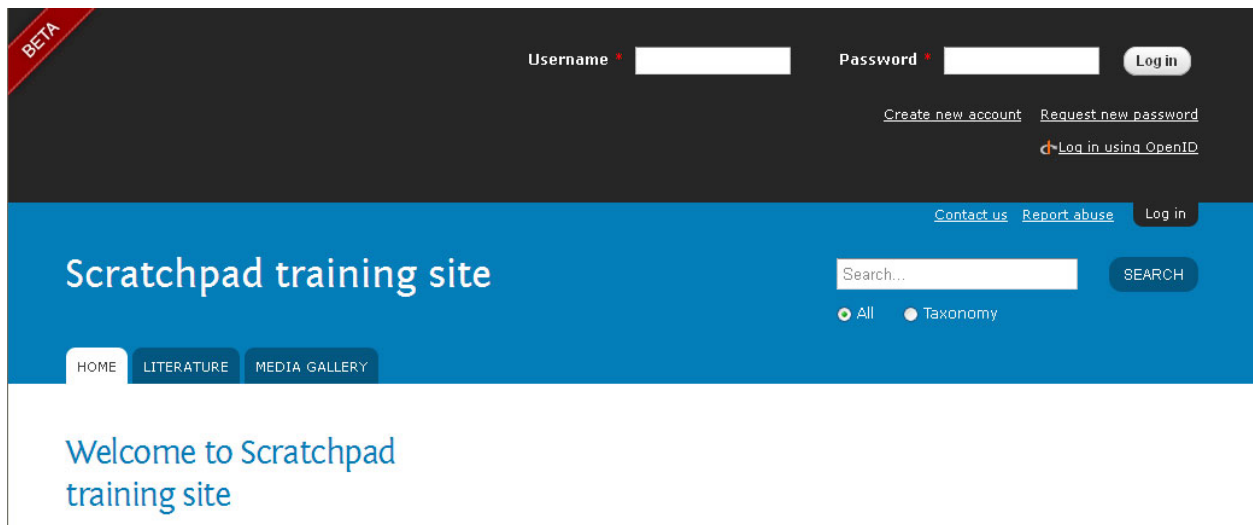 BETA
Username * Password * Log in
Create new account Request new password
Log in using OpenID
Contact us Report abuse Log in
Scratchpad training site
Search... SEARCH
All Taxonomy
HOME LITERATURE MEDIA GALLERY
Welcome to Scratchpad
training site